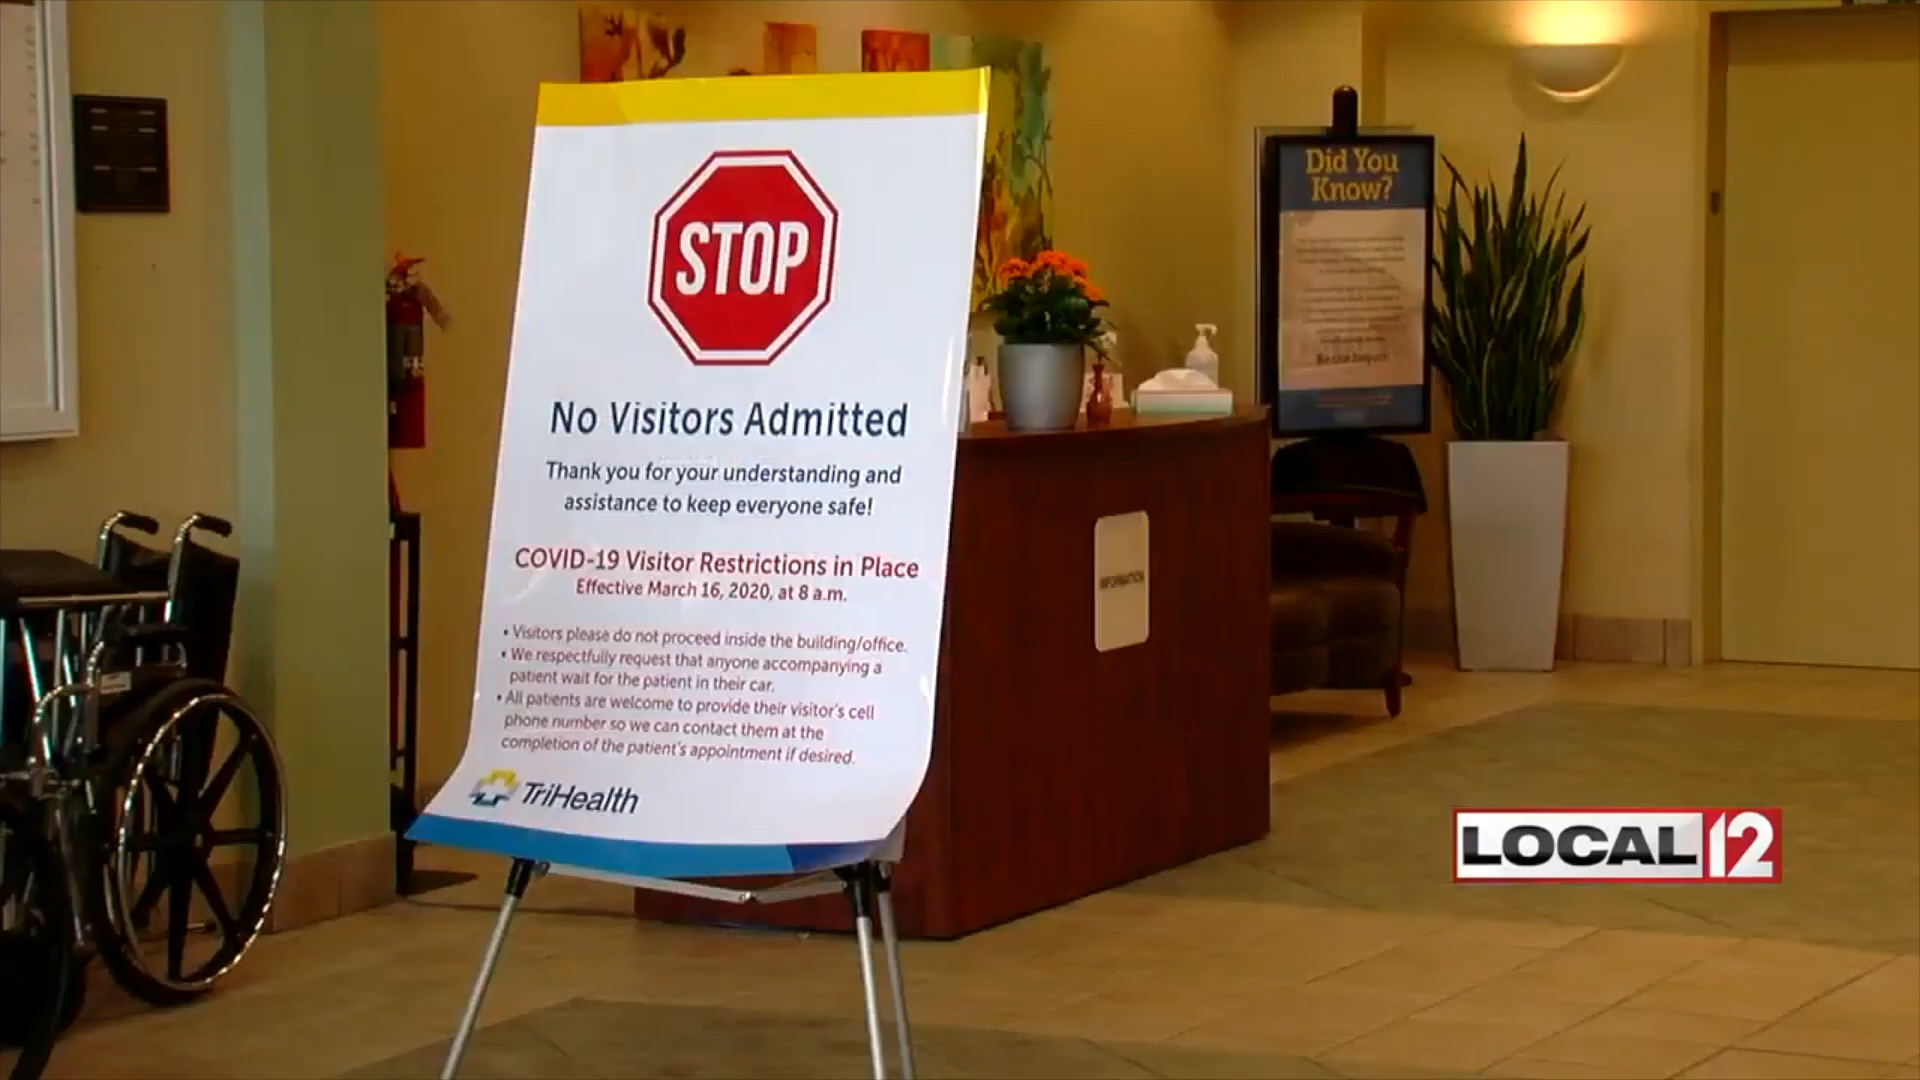 STOP
No Visitors Admitted
Thank you for your understanding and
assistance to keep everyone safe!
COVID-19 Visitor Restrictions in Place
Effective March 16, 2020, at 8 a.m.
• Visitors please do not proceed inside the building/office.
• We respectfully request that anyone accompanying a
patient wait for the patient in their car.
• All patients are welcome to provide their visitor's cell
phone number so we can contact them at the
completion of the patient's appointment if desired.
TriHealth
INFORMATION
Did You
Know?
LOCAL 12